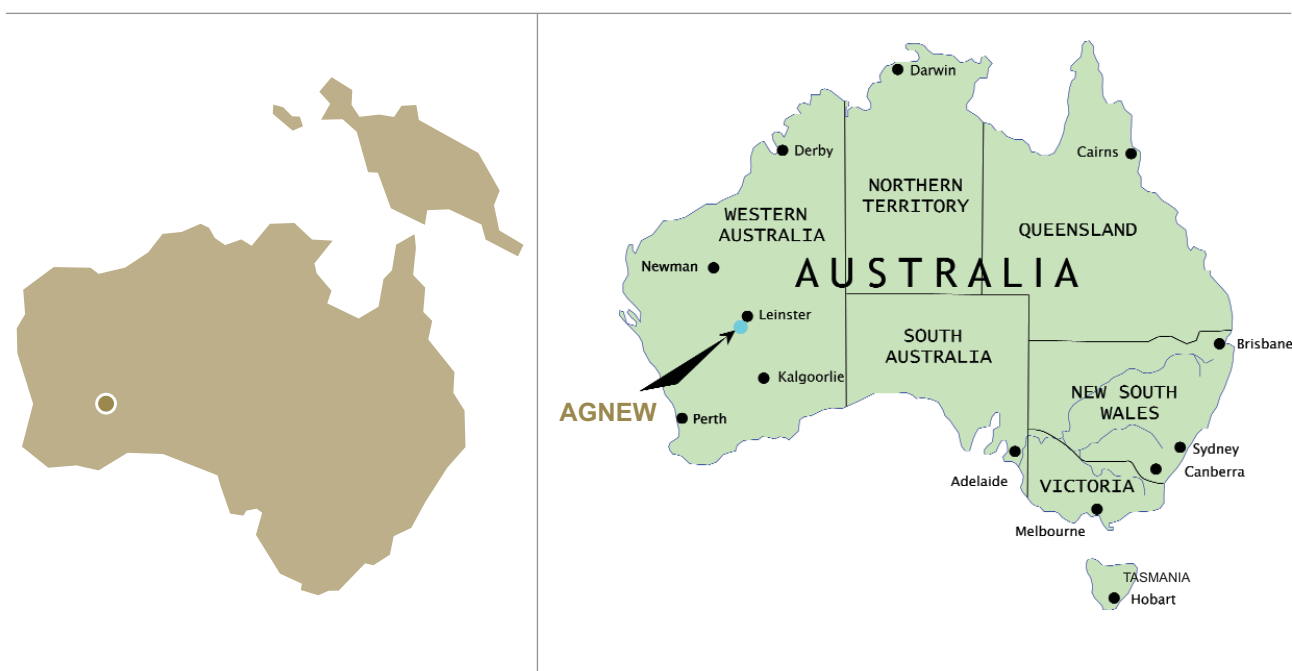 Darwin
Derby
Cairns
NORTHERN
TERRITORY
WESTERN
AUSTRALIA
QUEENSLAND
Newman
AUSTRALIA
Leinster
SOUTH
AUSTRALIA
Brisbane
Kalgoorlie
NEW SOUTH
WALES
AGNEW
Perth
Sydney
Canberra
Adelaide
VICTORIA
Melbourne
TASMANIA
Hobart